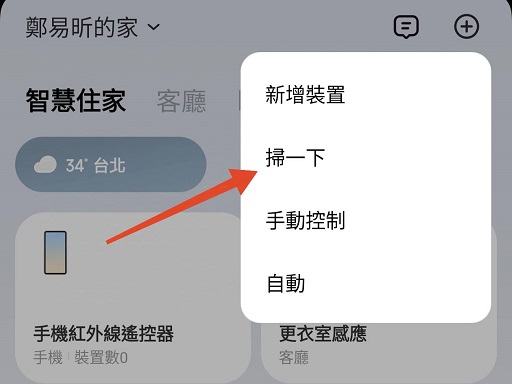 鄭易昕的家
智慧住家 客廳
34° 台北
新增裝置
掃一下
手動控制
自動
手機紅外線遙控器
手機 | 裝置數0
更衣室感應
客廳